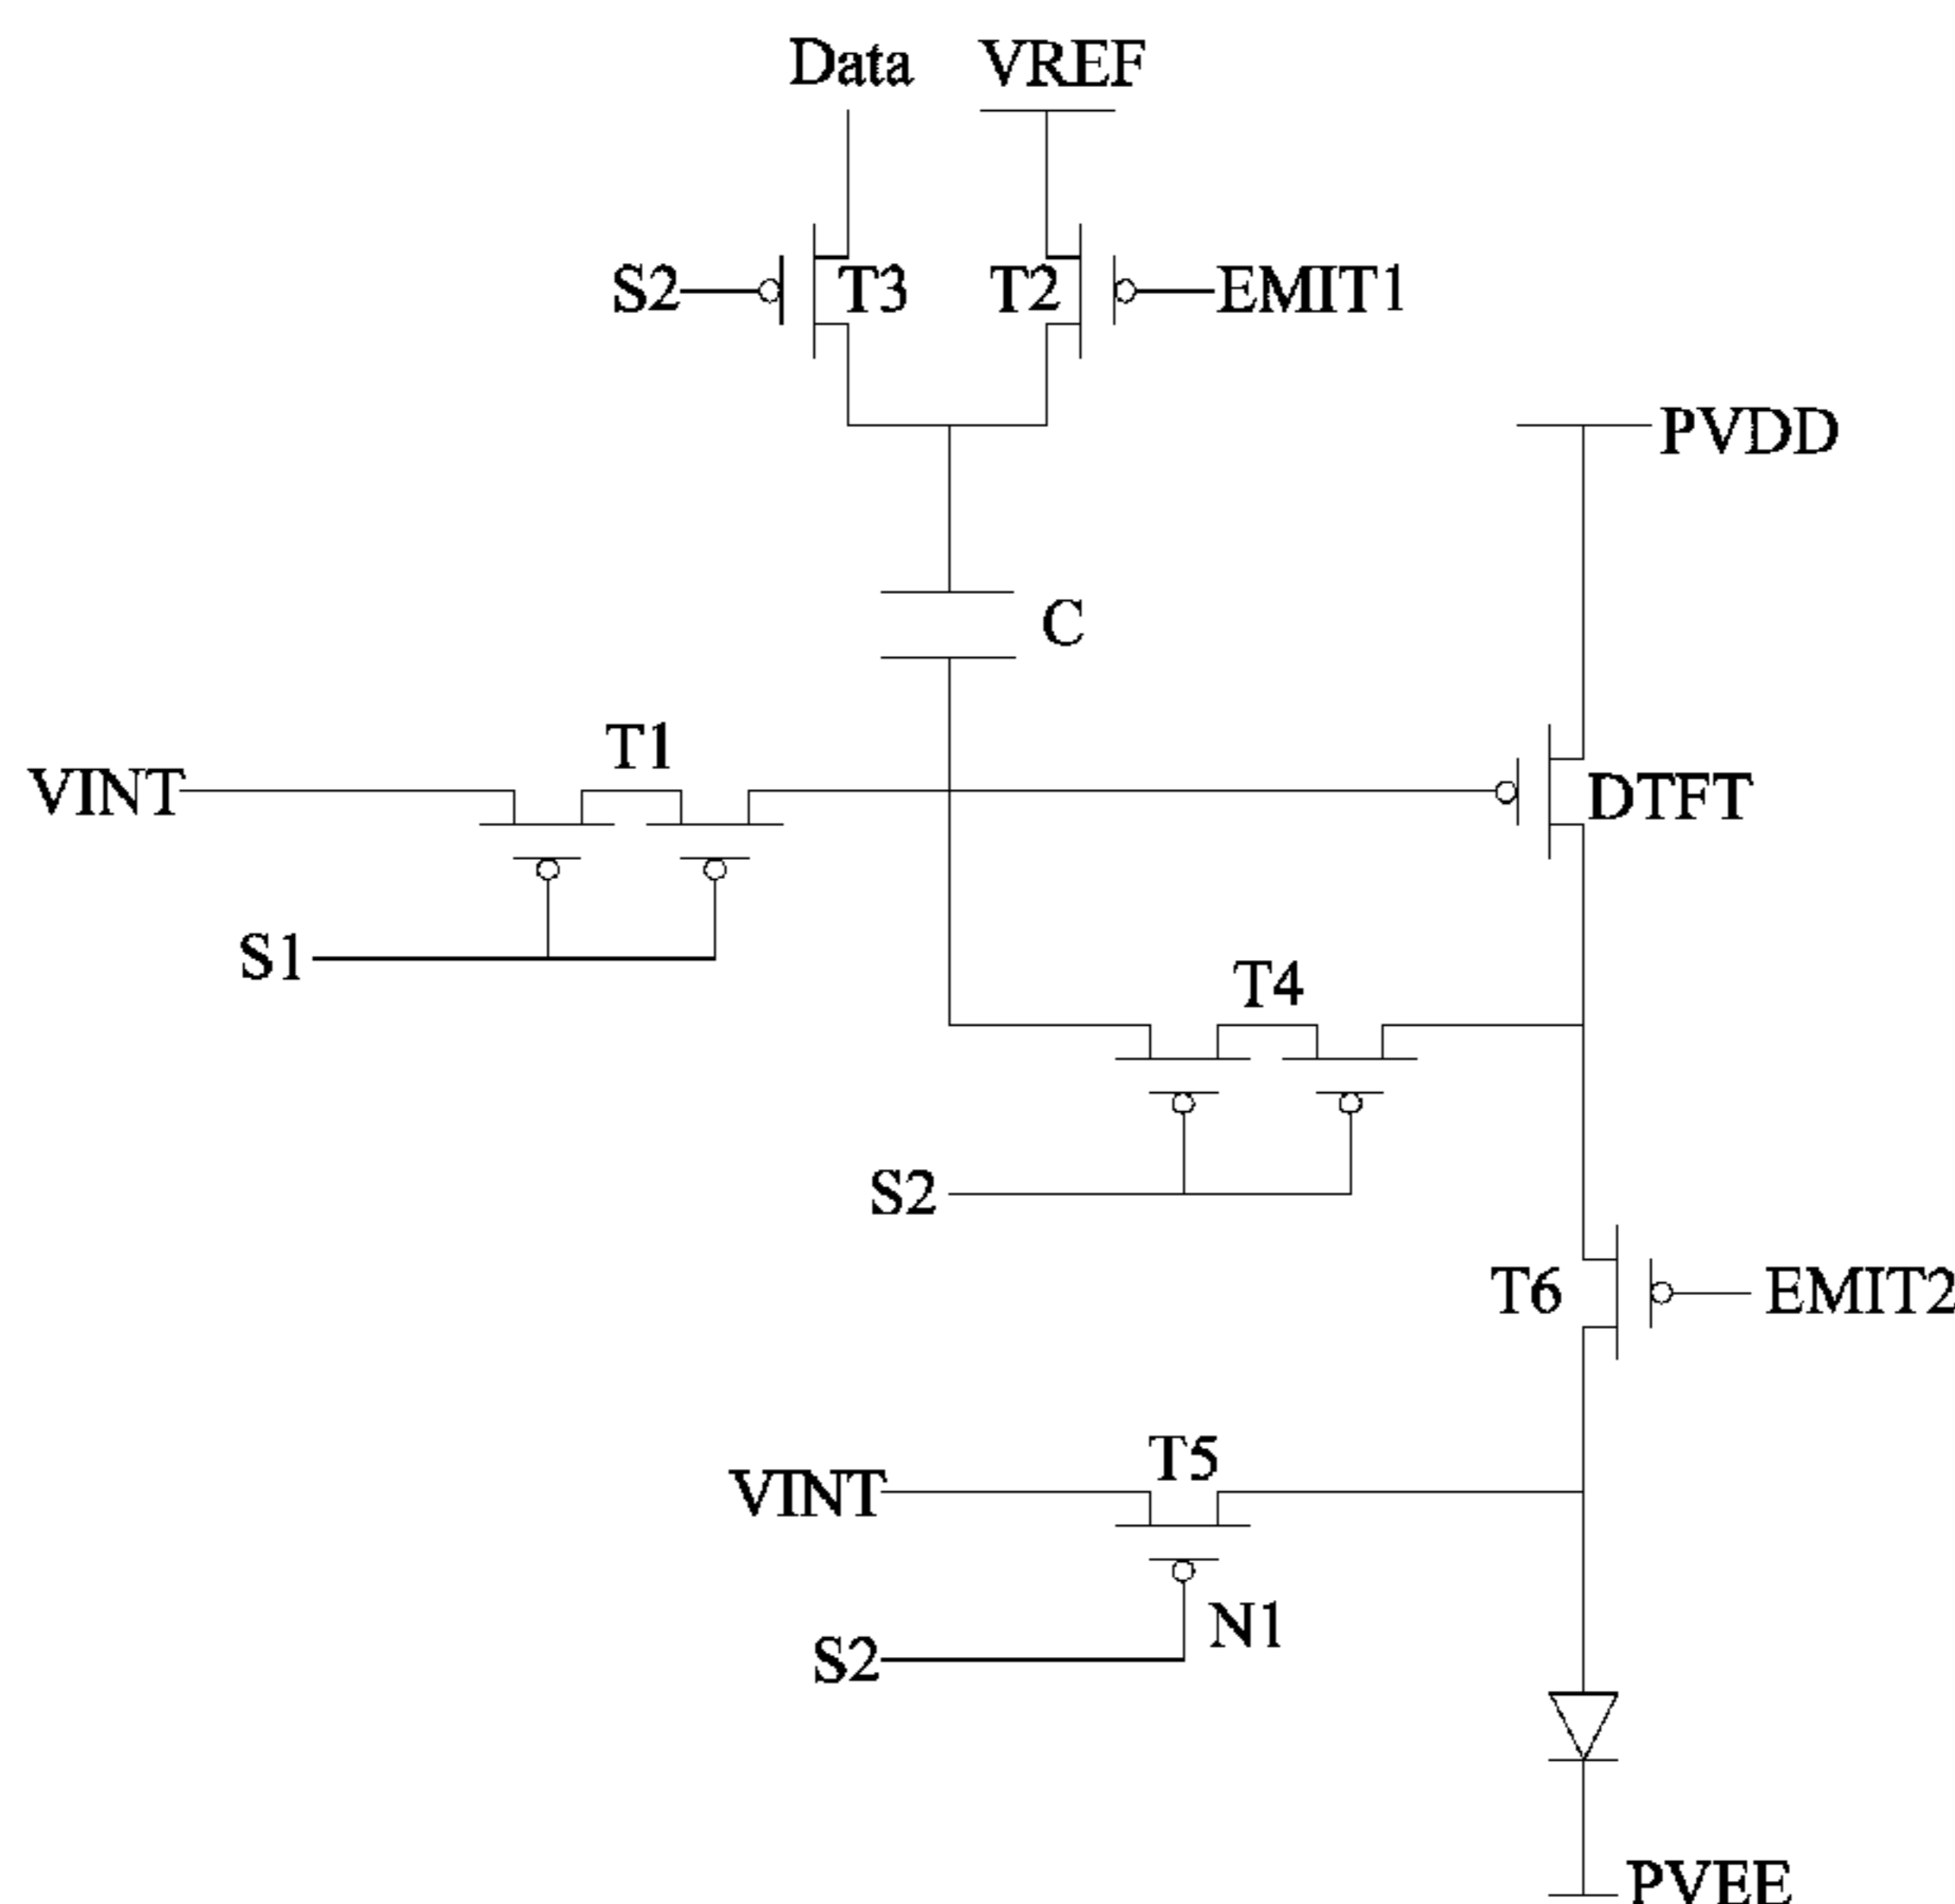 Data VREF
S2 T3 T2 EMIT1
PVDD
C
T1
VINT DTFT
S1
T4
S2
T6 EMIT2
T5
VINT
N1
S2
PVEE